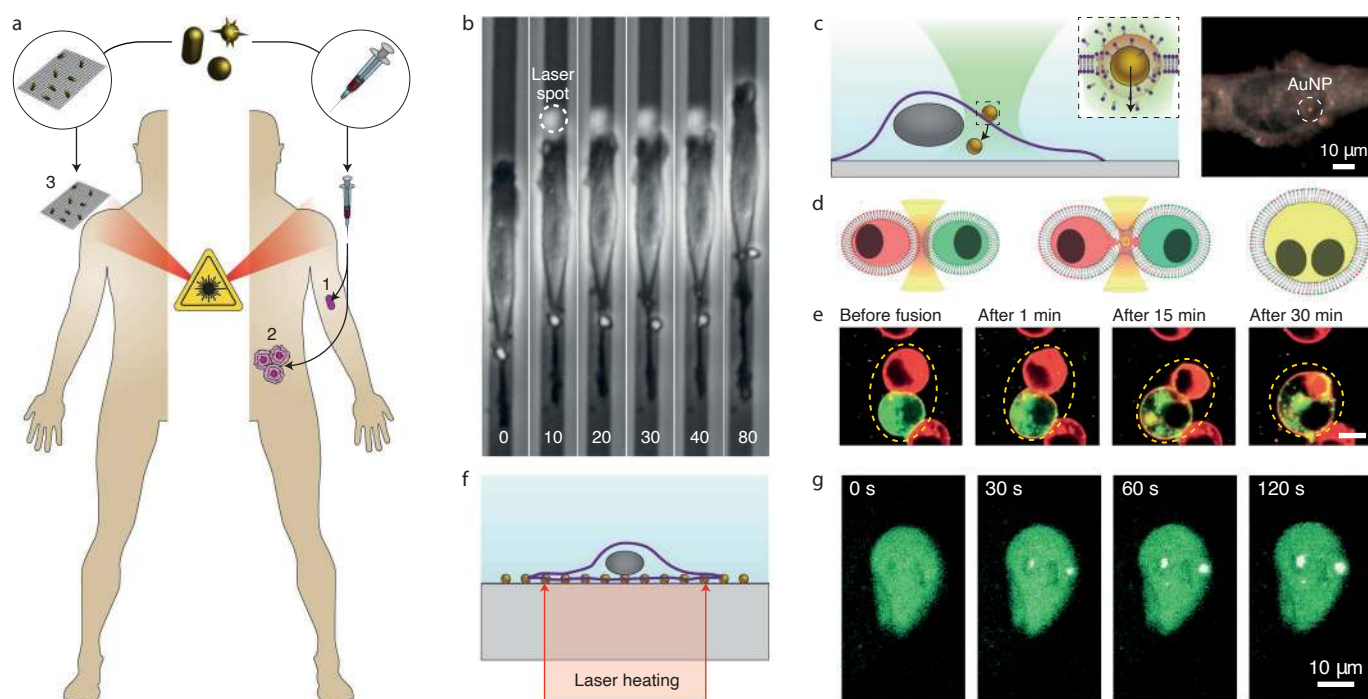 a
3
1
2
b
Laser
spot
0
10
20
30
40
80
c
AuNP
10 µm
d
e
Before fusion
After 1 min
After 15 min
After 30 min
f
Laser heating
g
0 s
30 s
60 s
120 s
10 µm